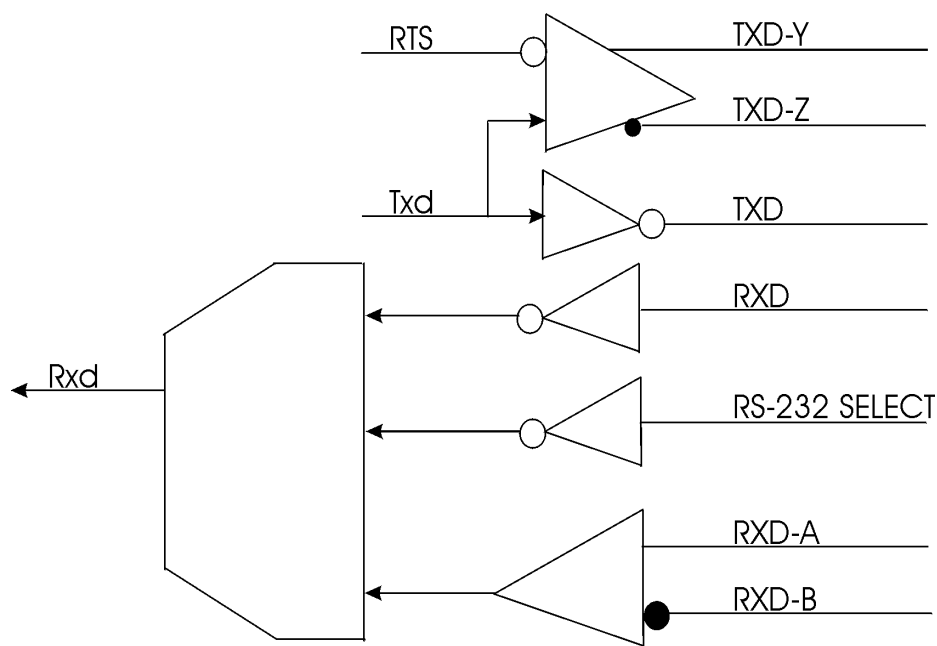 RTS
TXD-Y
TXD-Z
Txd
TXD
RXD
Rxd
RS-232 SELECT
RXD-A
RXD-B